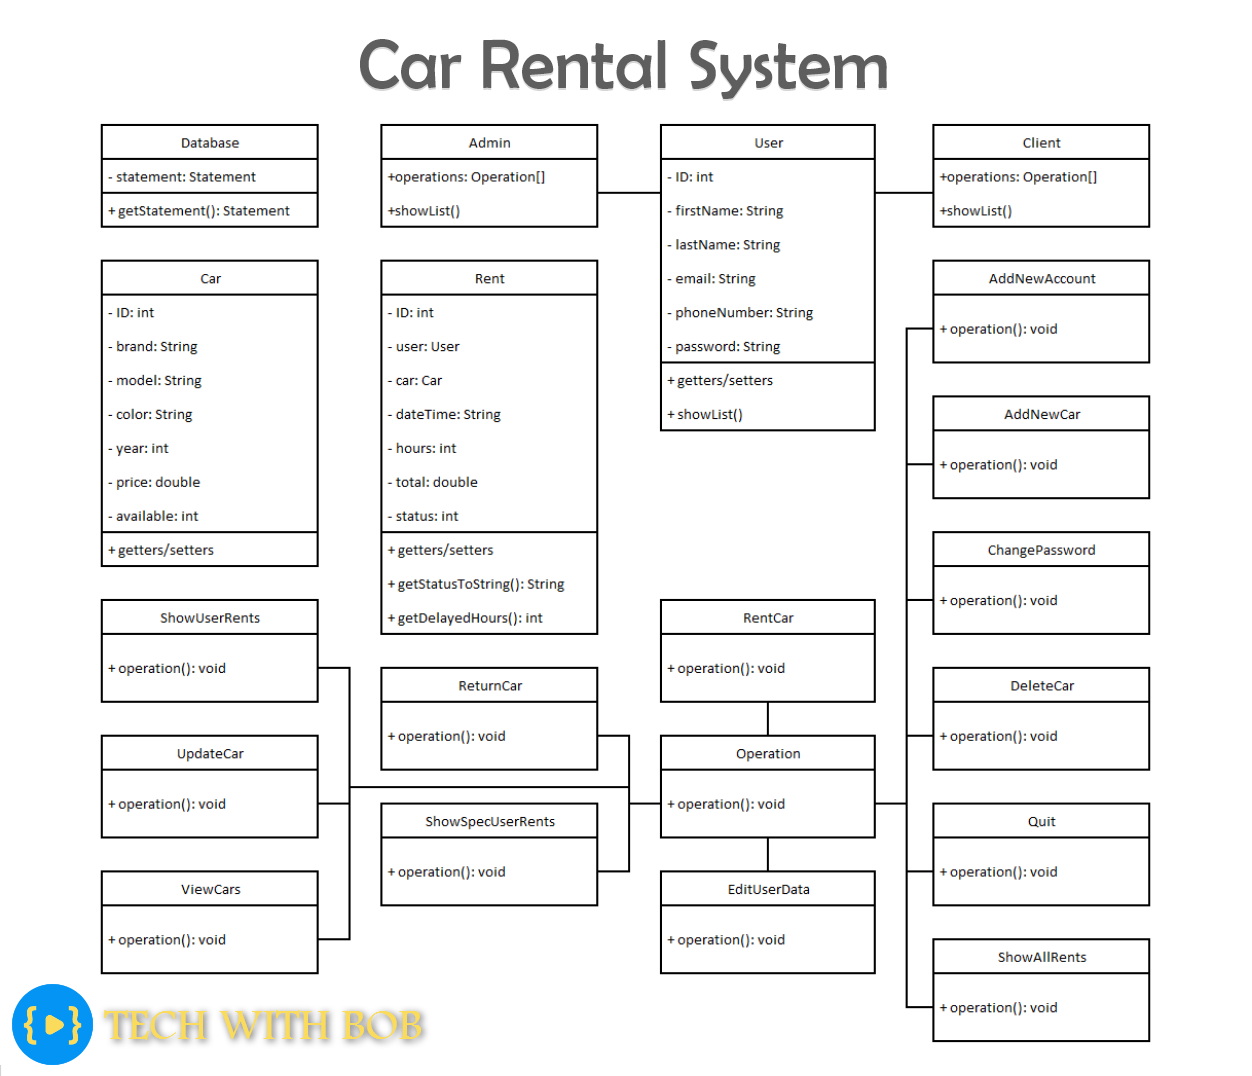 Car Rental System
Database
- statement: Statement
+ getStatement(): Statement
Admin
+operations: Operation[]
+showList()
User
- ID: int
- firstName: String
- lastName: String
- email: String
- phoneNumber: String
- password: String
+ getters/setters
+ showList()
Client
+operations: Operation[]
+showList()
Car
- ID: int
- brand: String
- model: String
- color: String
- year: int
- price: double
- available: int
+ getters/setters
Rent
- ID: int
- user: User
- car: Car
- dateTime: String
- hours: int
- total: double
- status: int
+ getters/setters
+ getStatusToString(): String
+ getDelayedHours(): int
AddNewAccount
+ operation(): void
AddNewCar
+ operation(): void
ChangePassword
+ operation(): void
ShowUserRents
+ operation(): void
ReturnCar
+ operation(): void
RentCar
+ operation(): void
DeleteCar
+ operation(): void
UpdateCar
+ operation(): void
ShowSpecUserRents
+ operation(): void
Operation
+ operation(): void
Quit
+ operation(): void
ViewCars
+ operation(): void
EditUserData
+ operation(): void
ShowAllRents
+ operation(): void
TECH WITH BOB